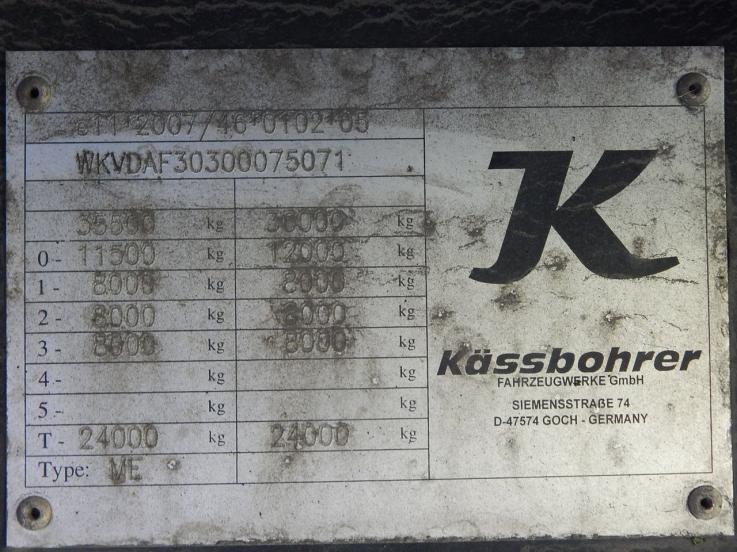 e11*2007/46*0102*05
WKVDAF30300075071
35500 kg 36000 kg
0- 11500 kg 12000 kg
1- 8000 kg 8000 kg
2- 8000 kg 8000 kg
3- 8000 kg 8000 kg
4- kg kg
5- kg kg
T- 24000 kg 24000 kg
Type: ME
K
Kässbohrer
FAHRZEUGWERKE GmbH
SIEMENSSTRAßE 74
D-47574 GOCH - GERMANY